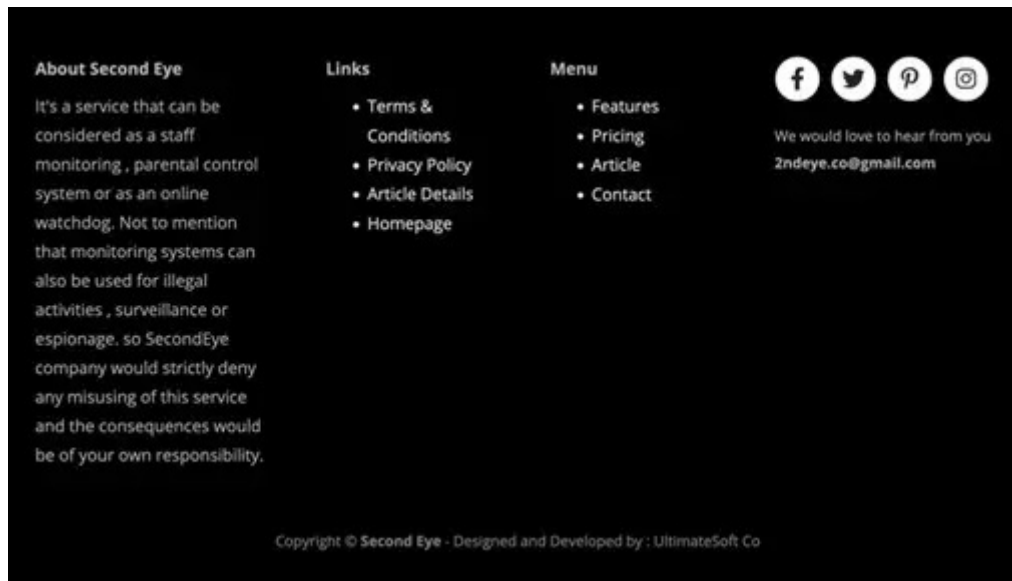 About Second Eye
It's a service that can be
considered as a staff
monitoring , parental control
system or as an online
watchdog. Not to mention
that monitoring systems can
also be used for illegal
activities , surveillance or
espionage. so SecondEye
company would strictly deny
any misusing of this service
and the consequences would
be of your own responsibility.
Links
• Terms &
Conditions
• Privacy Policy
• Article Details
• Homepage
Menu
• Features
• Pricing
• Article
• Contact
We would love to hear from you
2ndeye.co@gmail.com
Copyright © Second Eye - Designed and Developed by : UltimateSoft Co